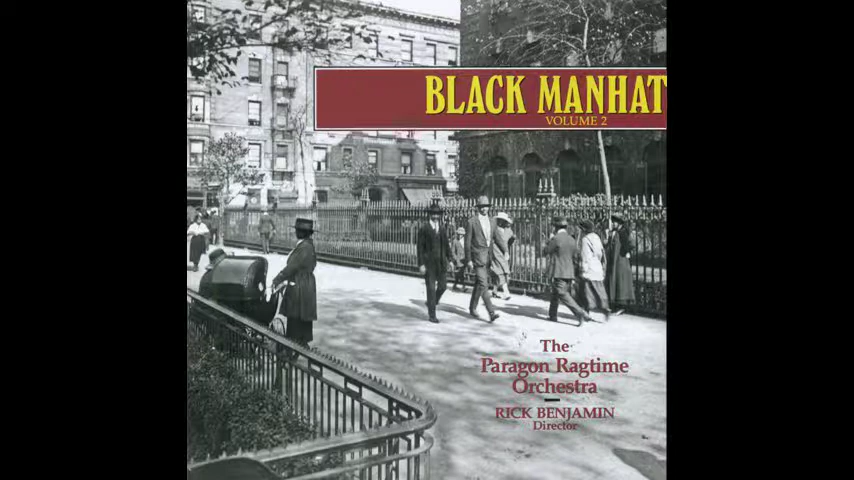 BLACK MANHAT
VOLUME 2
The
Paragon Ragtime
Orchestra
RICK BENJAMIN
Director